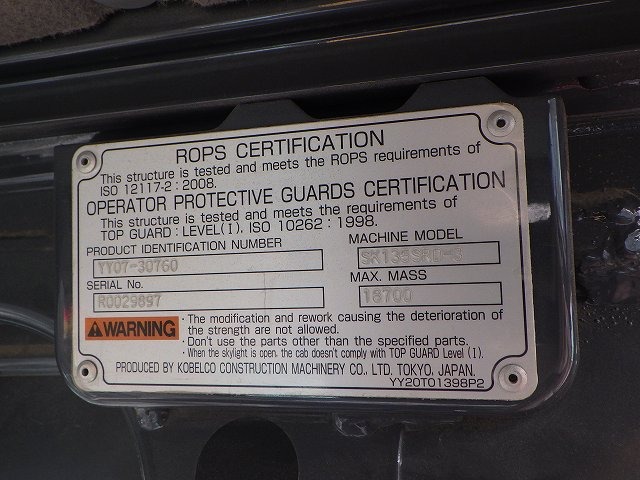 ROPS CERTIFICATION
This structure is tested and meets the ROPS requirements of
ISO 12117-2 : 2008.
OPERATOR PROTECTIVE GUARDS CERTIFICATION
This structure is tested and meets the requirements of
TOP GUARD : LEVEL(I). ISO 10262 : 1998.
PRODUCT IDENTIFICATION NUMBER
YY07-30760
MACHINE MODEL
SERIAL No.
R0029897
MAX. MASS
16700
WARNING
· The modification and rework causing the deterioration of
the strength are not allowed.
· Don't use the parts other than the specified parts.
· When the skylight is open, the cab doesn't comply with TOP GUARD Level (I).
PRODUCED BY KOBELCO CONSTRUCTION MACHINERY CO., LTD. TOKYO, JAPAN.
YY20T01398P2